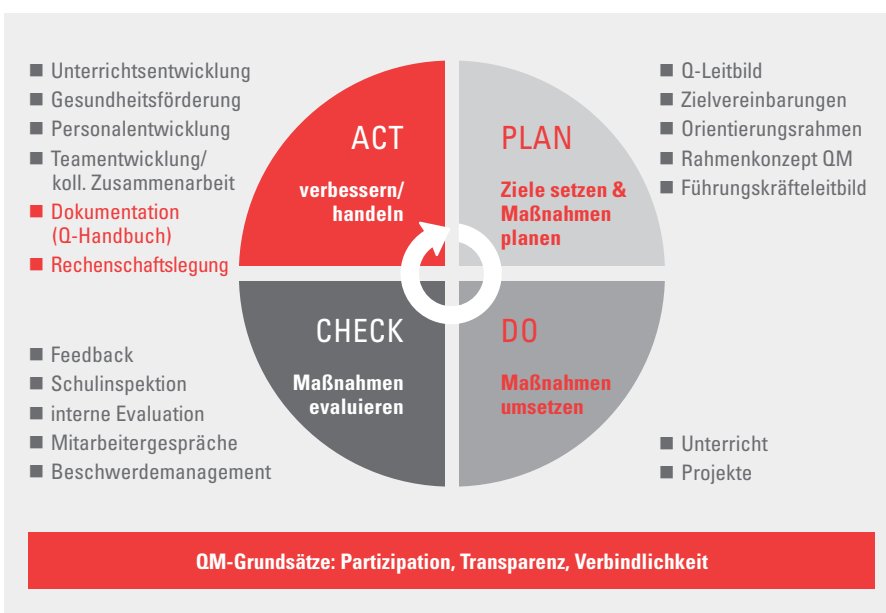 ■ Unterrichtsentwicklung
■ Gesundheitsförderung
■ Personalentwicklung
■ Teamentwicklung/
koll. Zusammenarbeit
■ Dokumentation
(Q-Handbuch)
■ Rechenschaftslegung
ACT
verbessern/
handeln
PLAN
Ziele setzen &
Maßnahmen
planen
■ Q-Leitbild
■ Zielvereinbarungen
■ Orientierungsrahmen
■ Rahmenkonzept QM
■ Führungskräfteleitbild
■ Feedback
■ Schulinspektion
■ interne Evaluation
■ Mitarbeitergespräche
■ Beschwerdemanagement
CHECK
Maßnahmen
evaluieren
DO
Maßnahmen
umsetzen
■ Unterricht
■ Projekte
QM-Grundsätze: Partizipation, Transparenz, Verbindlichkeit